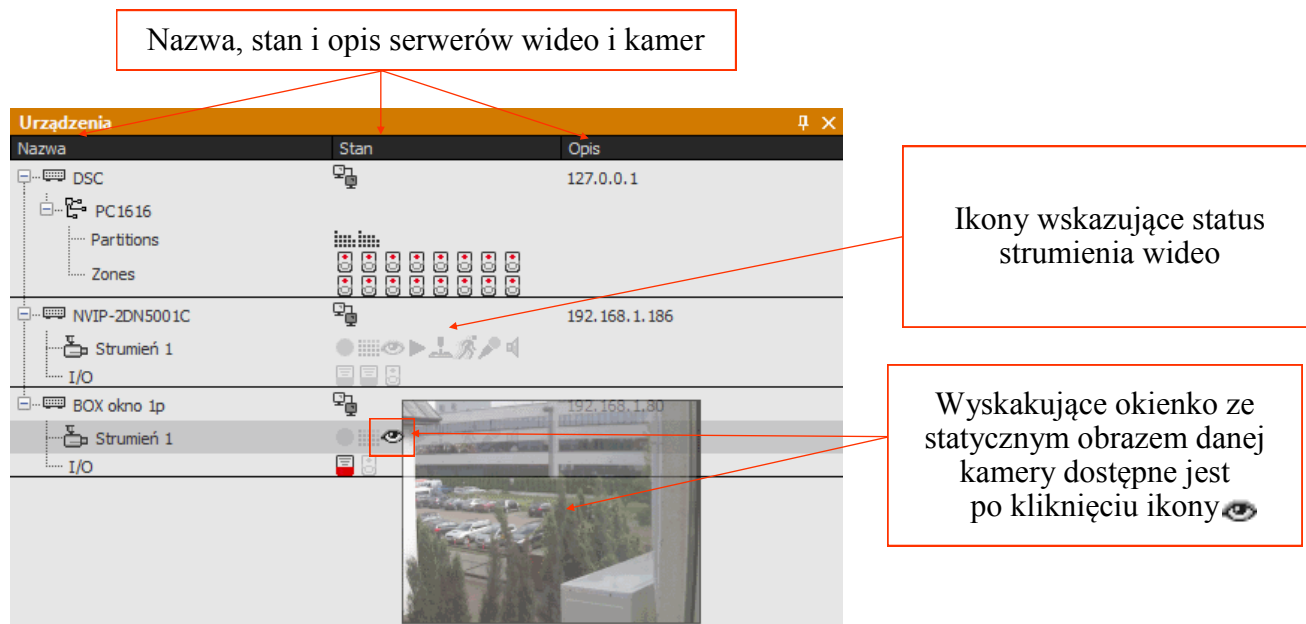 Nazwa, stan i opis serwerów wideo i kamer
Urządzenia
Nazwa Stan Opis
DSC 127.0.0.1
PC1616
Partitions
Zones
NVIP-2DN5001C 192.168.1.186
Strumień 1
I/O
BOX okno 1p 192.168.1.80
Strumień 1
I/O
Ikony wskazujące status
strumienia wideo
Wyskakujące okienko ze
statycznym obrazem danej
kamery dostępne jest
po kliknięciu ikony